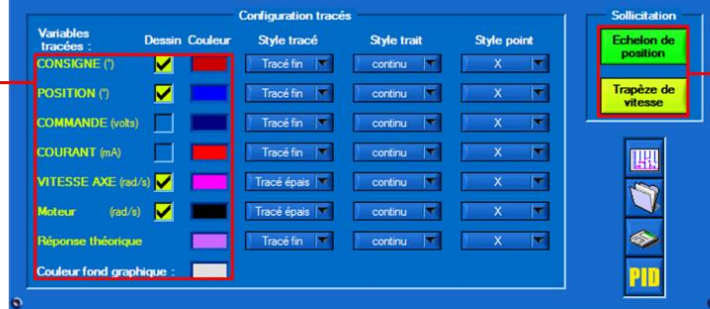 Configuration tracés
Sollicitation
Variables
tracées :
Dessin Couleur Style tracé Style trait Style point
CONSIGNE (°) Tracé fin continu X
POSITION (°) Tracé fin continu X
COMMANDE (volts) Tracé fin continu X
COURANT (mA) Tracé fin continu X
VITESSE AXE (rad/s) Tracé épais continu X
Moteur (rad/s) Tracé épais continu X
Réponse théorique Tracé fin continu X
Couleur fond graphique :
Echelon de
position
Trapèze de
vitesse
PID